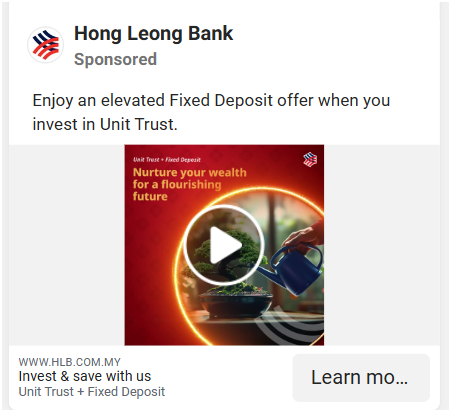 Hong Leong Bank
Sponsored
Enjoy an elevated Fixed Deposit offer when you
invest in Unit Trust.
Unit Trust + Fixed Deposit
Nurture your wealth
for a flourishing
future
WWW.HLB.COM.MY
Invest & save with us
Unit Trust + Fixed Deposit
Learn mo...